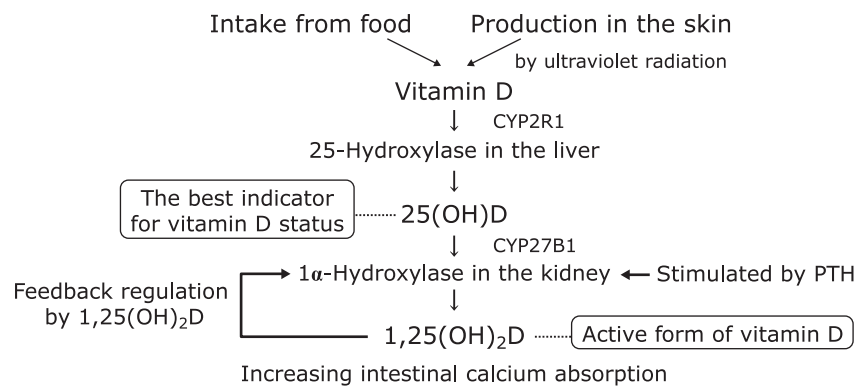 Intake from food
Production in the skin
by ultraviolet radiation
Vitamin D
CYP2R1
25-Hydroxylase in the liver
The best indicator
for vitamin D status
25(OH)D
CYP27B1
1α-Hydroxylase in the kidney
Stimulated by PTH
Feedback regulation
by 1,25(OH)₂D
1,25(OH)₂D
Active form of vitamin D
Increasing intestinal calcium absorption